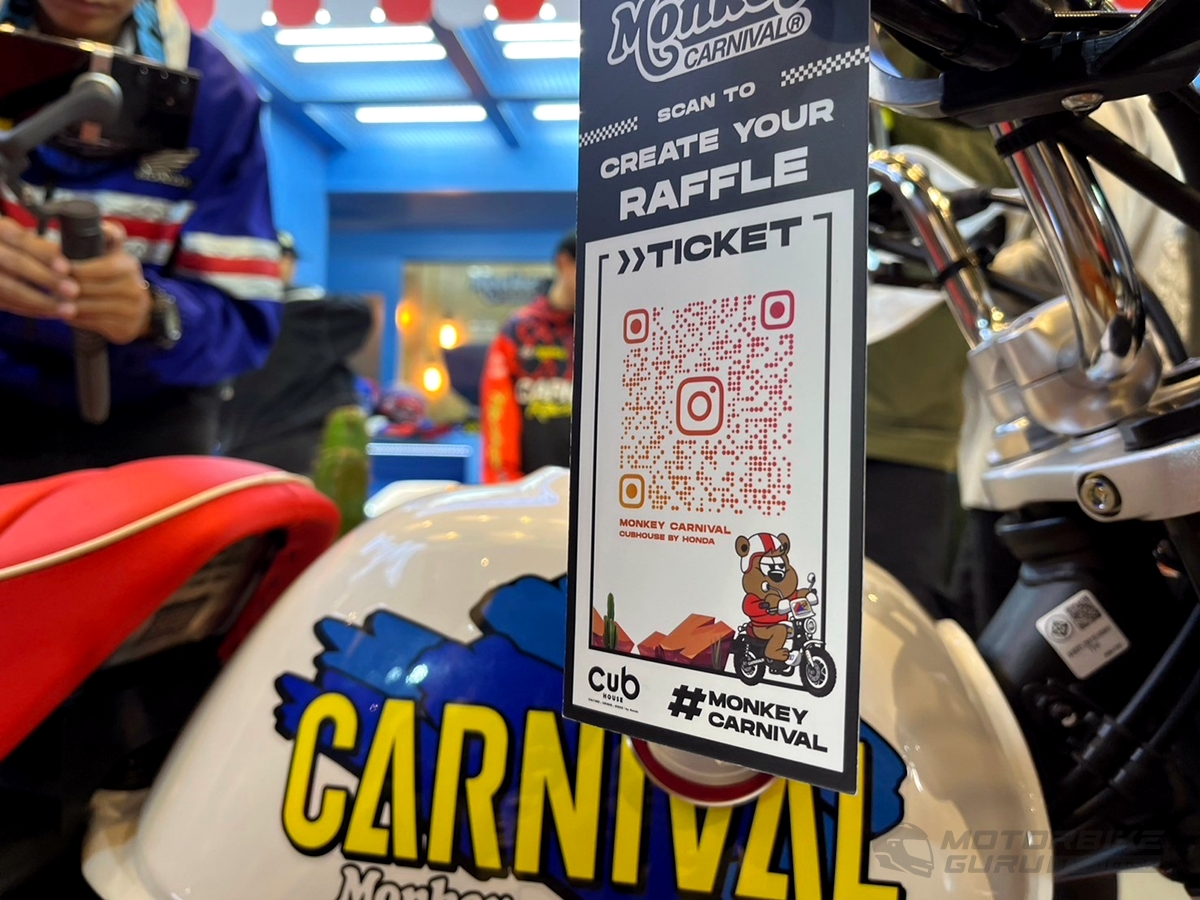 Monkey
CARNIVAL®
SCAN TO
CREATE YOUR
RAFFLE
TICKET
MONKEY CARNIVAL
CUBHOUSE BY HONDA
Cub
HOUSE
#MONKEY
CARNIVAL
CARNIVAL
Monkey
MOTORBIKE
GURU